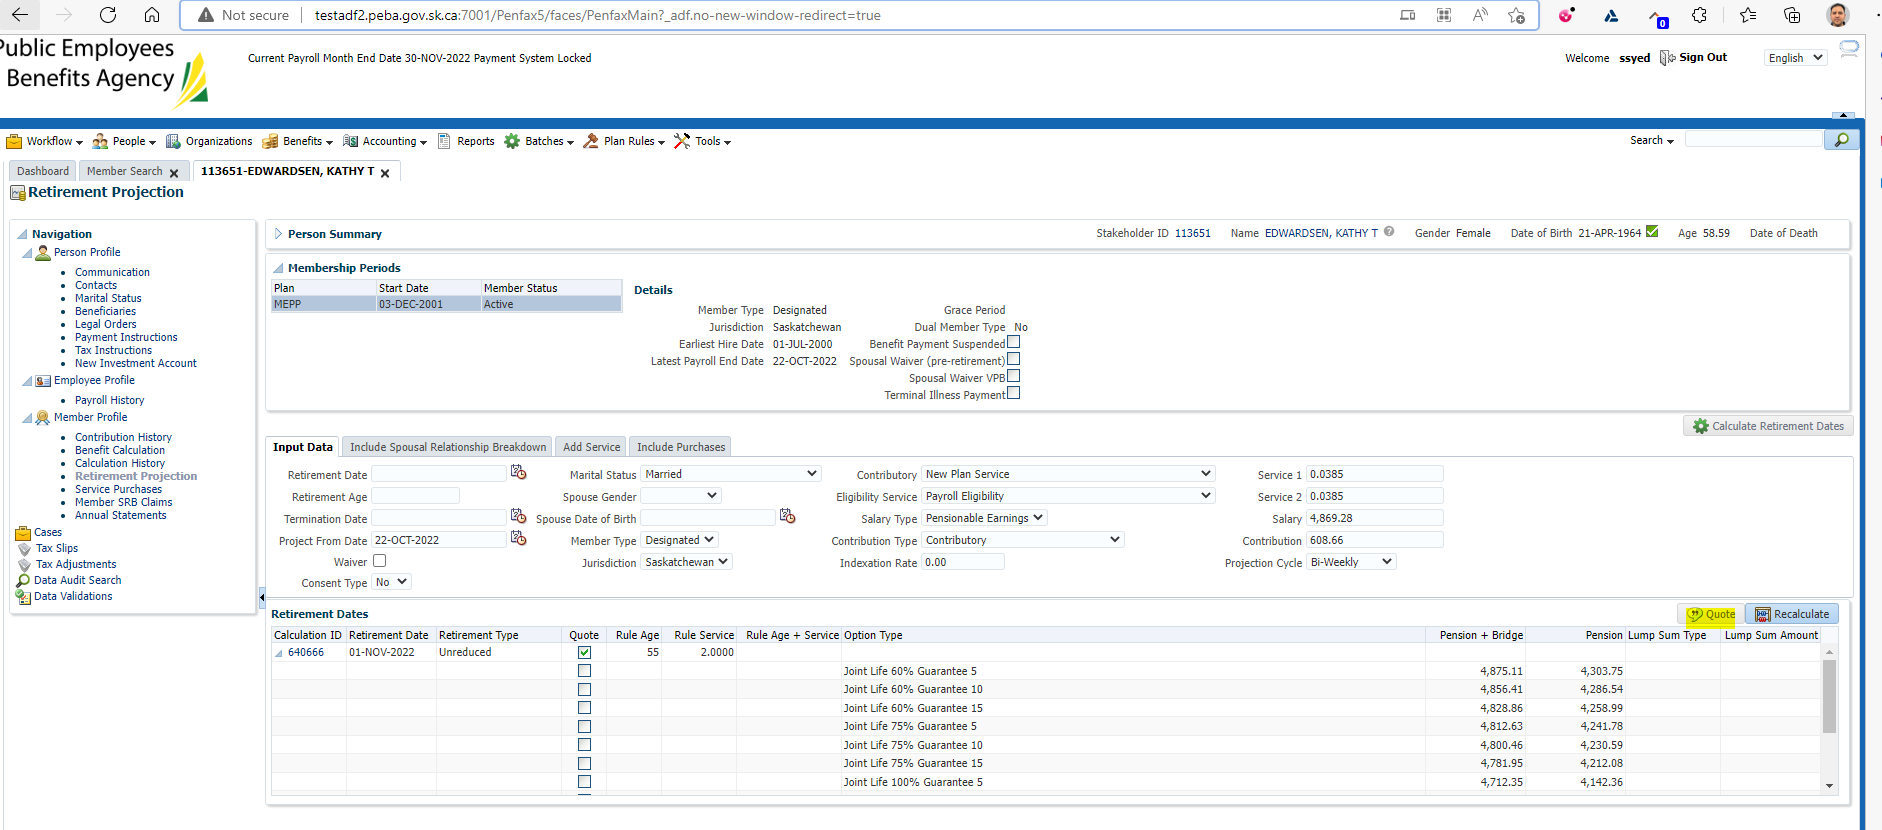 Not secure
testadf2.peba.gov.sk.ca:7001/Penfax5/faces/PenfaxMain?_adf.no-new-window-redirect=true
0
Public Employees
Benefits Agency
Current Payroll Month End Date 30-NOV-2022 Payment System Locked
Welcome ssyed Sign Out English
Workflow People Organizations Benefits Accounting Reports Batches Plan Rules Tools Search
Dashboard Member Search 113651-EDWARDSEN, KATHY T
Retirement Projection
Navigation
Person Profile
Communication
Contacts
Marital Status
Beneficiaries
Legal Orders
Payment Instructions
Tax Instructions
New Investment Account
Employee Profile
Payroll History
Member Profile
Contribution History
Benefit Calculation
Calculation History
Retirement Projection
Service Purchases
Member SRB Claims
Annual Statements
Cases
Tax Slips
Tax Adjustments
Data Audit Search
Data Validations
Person Summary Stakeholder ID 113651 Name EDWARDSEN, KATHY T Gender Female Date of Birth 21-APR-1964 Age 58.59 Date of Death
Membership Periods
Plan Start Date Member Status
MEPP 03-DEC-2001 Active
Details
Member Type Designated Grace Period
Jurisdiction Saskatchewan Dual Member Type No
Earliest Hire Date 01-JUL-2000 Benefit Payment Suspended
Latest Payroll End Date 22-OCT-2022 Spousal Waiver (pre-retirement)
Spousal Waiver VPB
Terminal Illness Payment
Calculate Retirement Dates
Input Data Include Spousal Relationship Breakdown Add Service Include Purchases
Retirement Date Marital Status Married Contributory New Plan Service Service 1 0.0385
Retirement Age Spouse Gender Eligibility Service Payroll Eligibility Service 2 0.0385
Termination Date Spouse Date of Birth Salary Type Pensionable Earnings Salary 4,869.28
Project From Date 22-OCT-2022 Member Type Designated Contribution Type Contributory Contribution 608.66
Waiver Jurisdiction Saskatchewan Indexation Rate 0.00 Projection Cycle Bi-Weekly
Consent Type No
Retirement Dates Quote Recalculate
Calculation ID Retirement Date Retirement Type Quote Rule Age Rule Service Rule Age + Service Option Type Pension + Bridge Pension Lump Sum Type Lump Sum Amount
640666 01-NOV-2022 Unreduced 55 2.0000
Joint Life 60% Guarantee 5 4,875.11 4,303.75
Joint Life 60% Guarantee 10 4,856.41 4,286.54
Joint Life 60% Guarantee 15 4,828.86 4,258.99
Joint Life 75% Guarantee 5 4,812.63 4,241.78
Joint Life 75% Guarantee 10 4,800.46 4,230.59
Joint Life 75% Guarantee 15 4,781.95 4,212.08
Joint Life 100% Guarantee 5 4,712.35 4,142.36